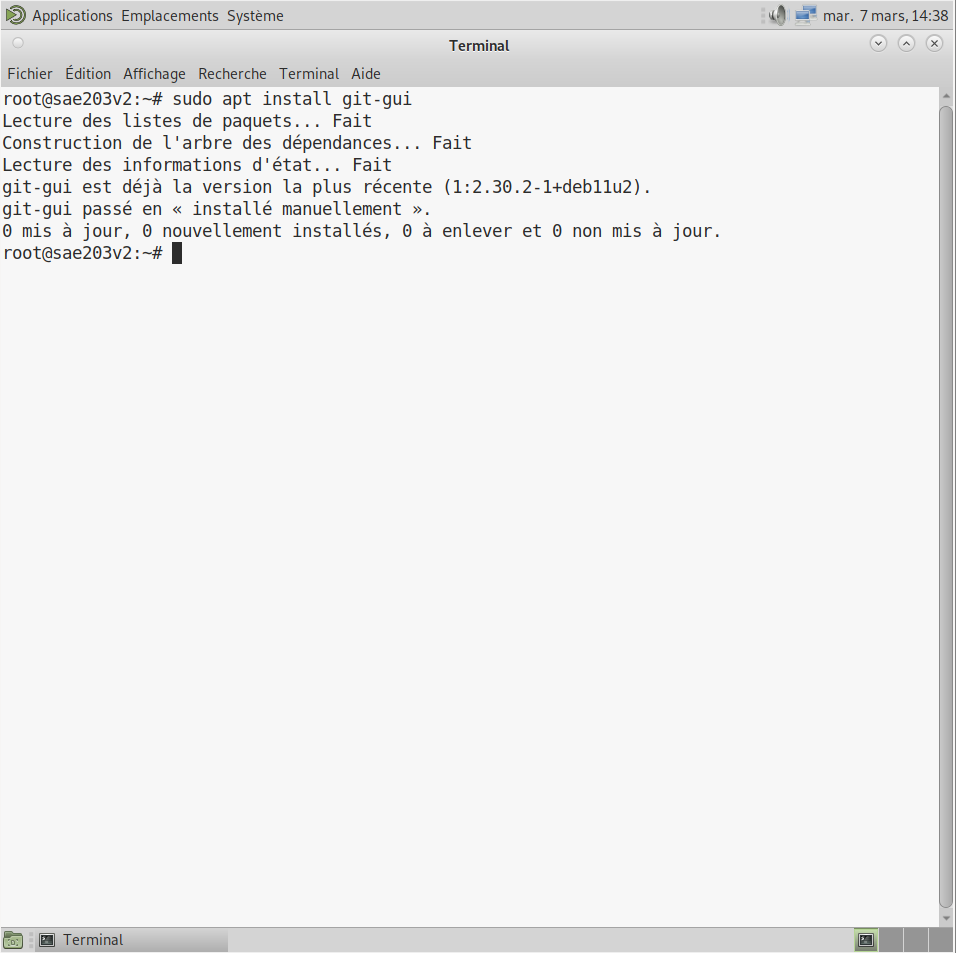 Applications Emplacements Système mar. 7 mars, 14:38
Terminal
Fichier Édition Affichage Recherche Terminal Aide
root@sae203v2:~# sudo apt install git-gui
Lecture des listes de paquets... Fait
Construction de l'arbre des dépendances... Fait
Lecture des informations d'état... Fait
git-gui est déjà la version la plus récente (1:2.30.2-1+deb11u2).
git-gui passé en « installé manuellement ».
0 mis à jour, 0 nouvellement installés, 0 à enlever et 0 non mis à jour.
root@sae203v2:~#
Terminal